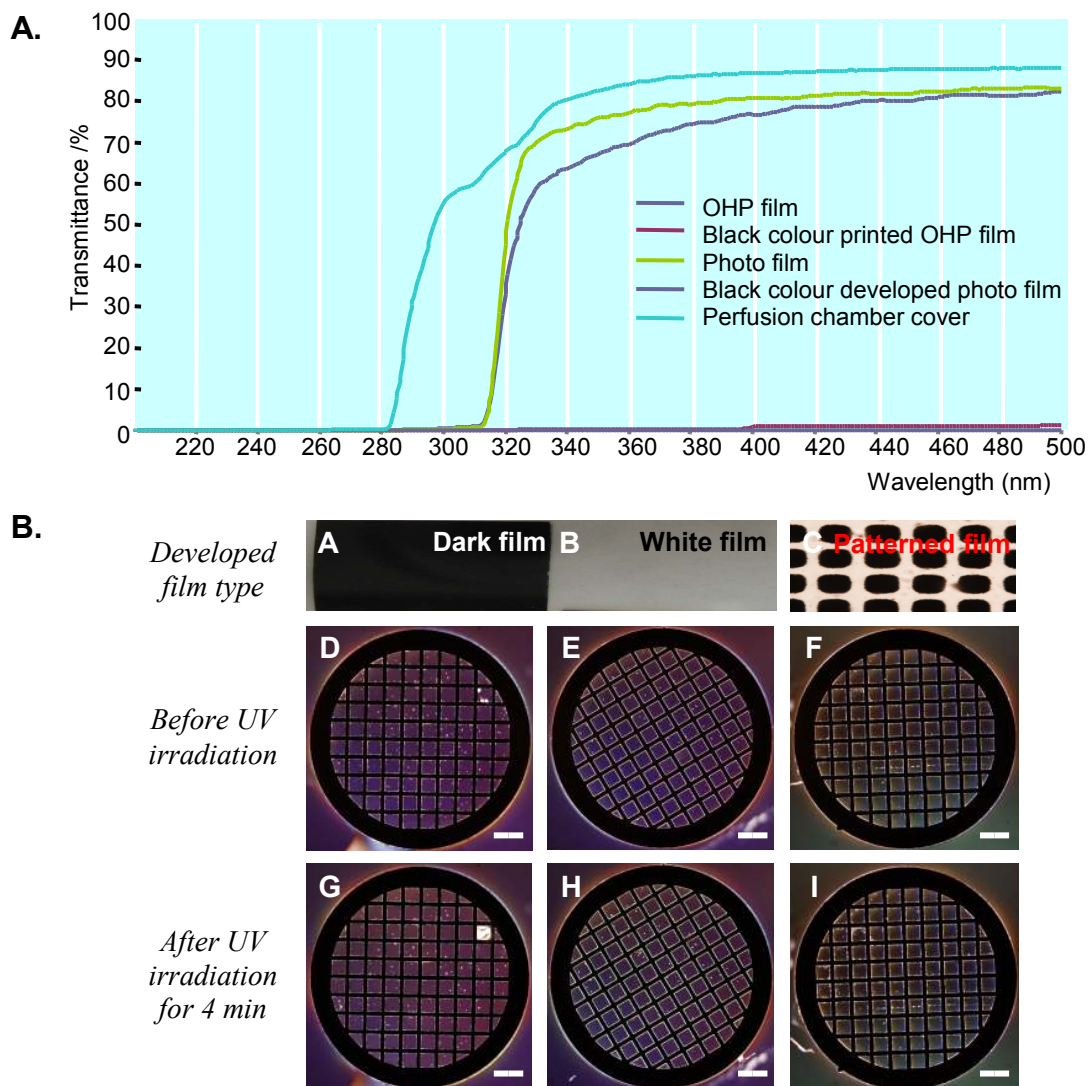 A.
100
90
80
70
60
50
40
30
20
10
0
Transmittance /%
OHP film
Black colour printed OHP film
Photo film
Black colour developed photo film
Perfusion chamber cover
220 240 260 280 300 320 340 360 380 400 420 440 460 480 500
Wavelength (nm)
B.
Developed
film type
A Dark film B White film C Patterned film
Before UV
irradiation
D E F
After UV
irradiation
for 4 min
G H I